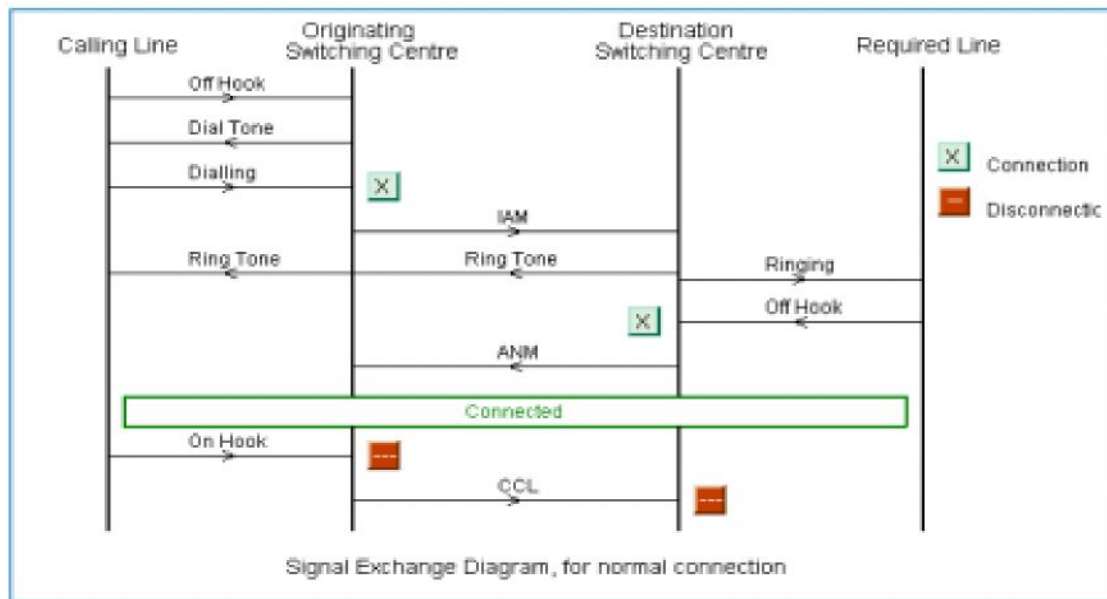 Calling Line
Originating
Switching Centre
Destination
Switching Centre
Required Line
Off Hook
Dial Tone
X
Connection
Dialling
X
Disconnectic
IAM
Ring Tone
Ring Tone
Ringing
Off Hook
X
ANM
Connected
On Hook
CCL
Signal Exchange Diagram, for normal connection